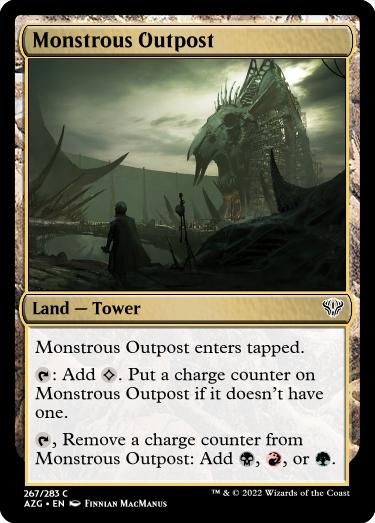 Monstrous Outpost
Land — Tower
Monstrous Outpost enters tapped.
: Add . Put a charge counter on
Monstrous Outpost if it doesn't have
one.
, Remove a charge counter from
Monstrous Outpost: Add , , or .
267/283 C
AZG • EN Finnian MacManus
™ & © 2022 Wizards of the Coast